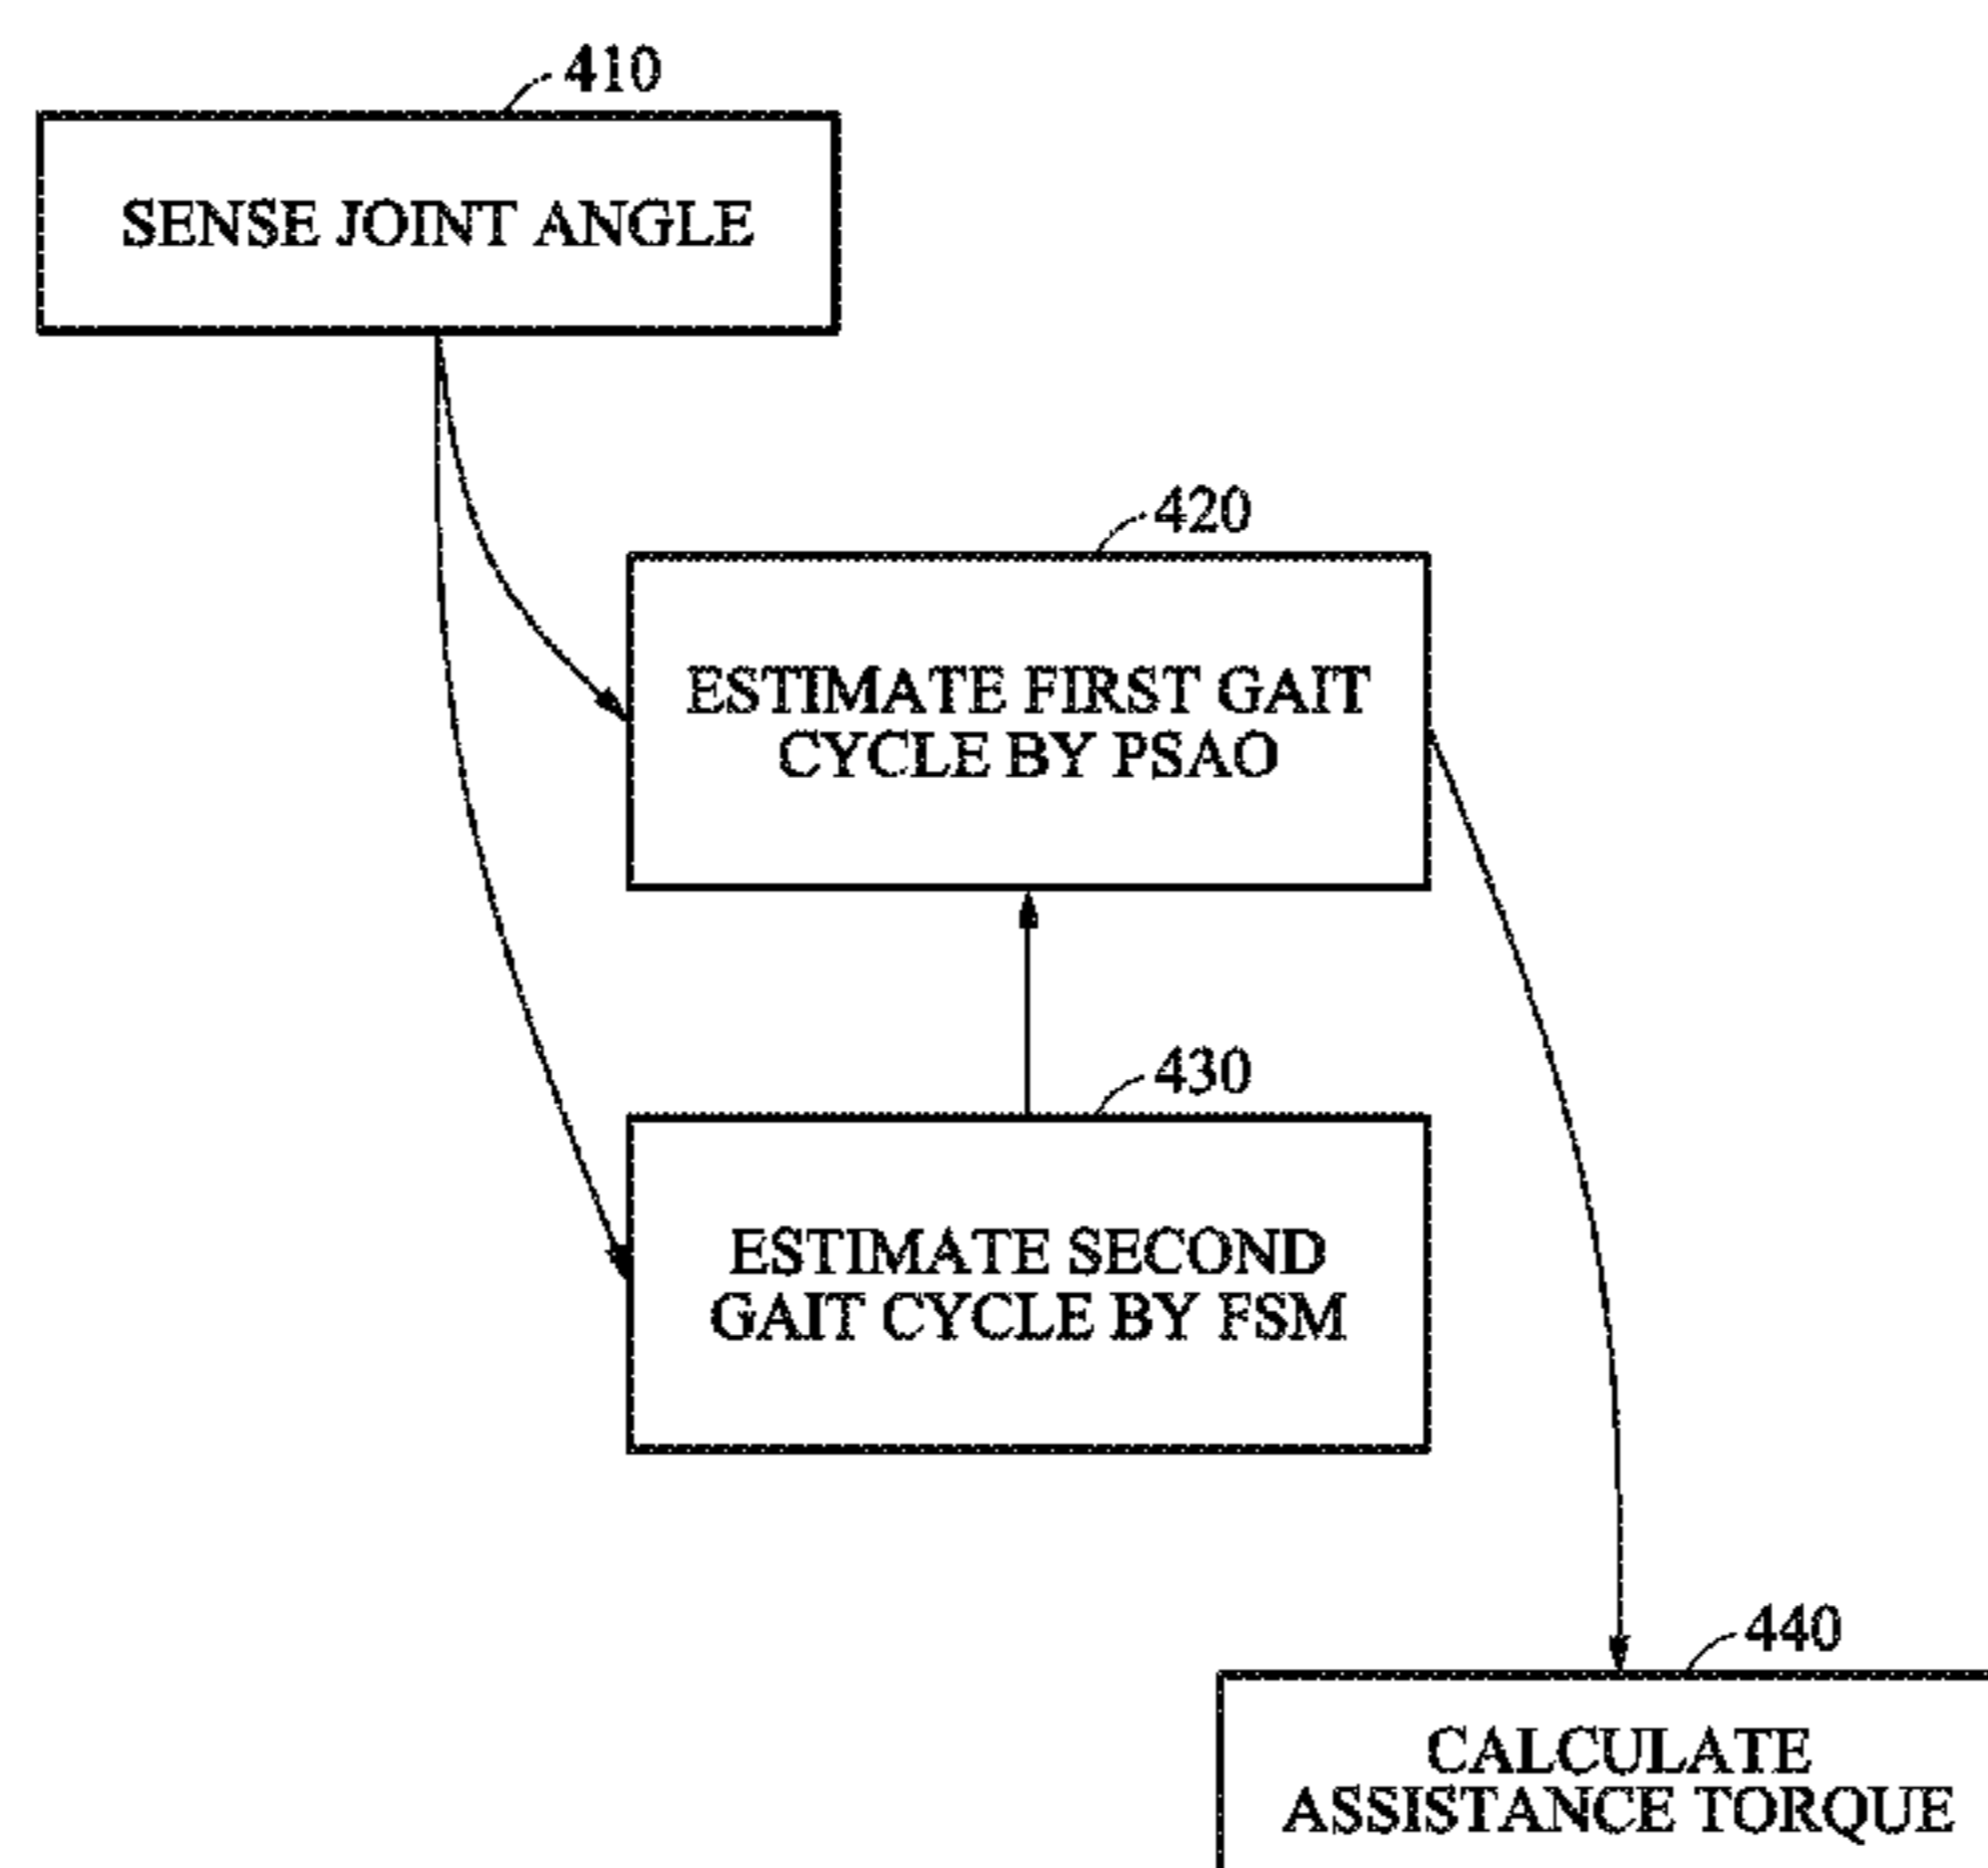 410
SENSE JOINT ANGLE
420
ESTIMATE FIRST GAIT
CYCLE BY PSAO
430
ESTIMATE SECOND
GAIT CYCLE BY FSM
440
CALCULATE
ASSISTANCE TORQUE